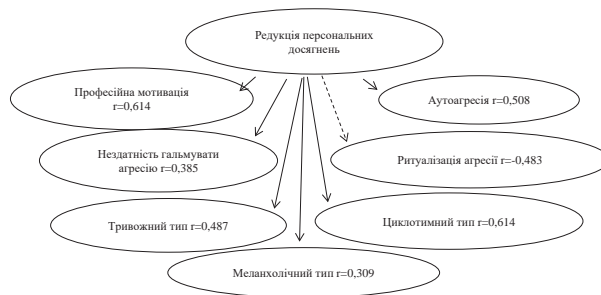 Редукція персональних
досягнень
Професійна мотивація
r=0,614
Аутоагресія r=0,508
Нездатність гальмувати
агресію r=0,385
Ритуалізація агресії r=-0,483
Тривожний тип r=0,487
Циклотимний тип r=0,614
Меланхолічний тип r=0,309